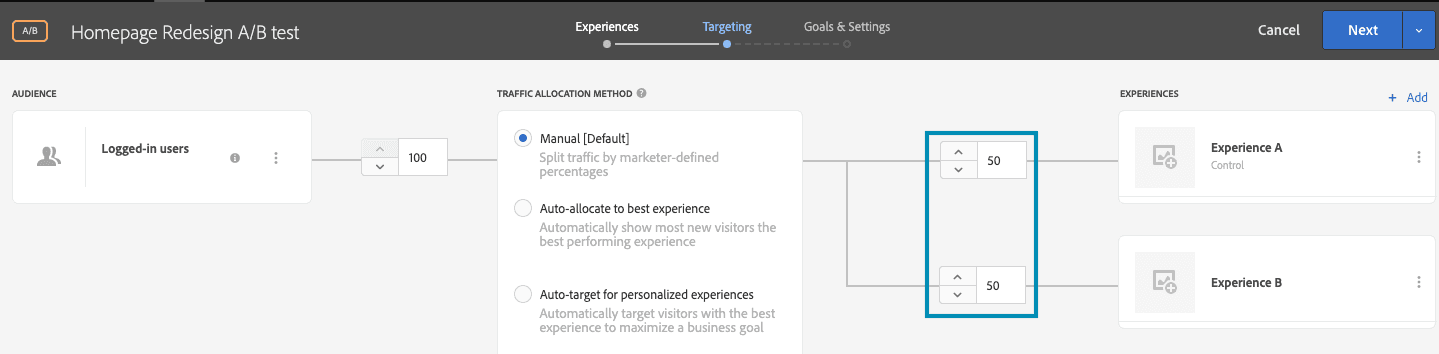 A/B
Homepage Redesign A/B test
Experiences
Targeting
Goals & Settings
Cancel
Next
AUDIENCE
Logged-in users
100
TRAFFIC ALLOCATION METHOD
Manual [Default]
Split traffic by marketer-defined
percentages
Auto-allocate to best experience
Automatically show most new visitors the
best performing experience
Auto-target for personalized experiences
Automatically target visitors with the best
experience to maximize a business goal
50
50
EXPERIENCES
+ Add
Experience A
Control
Experience B